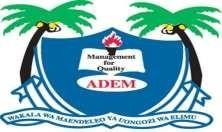 Management
for
Quality
ADEM
WAKALA WA MAENDELEO YA UONGOZI WA ELIMU